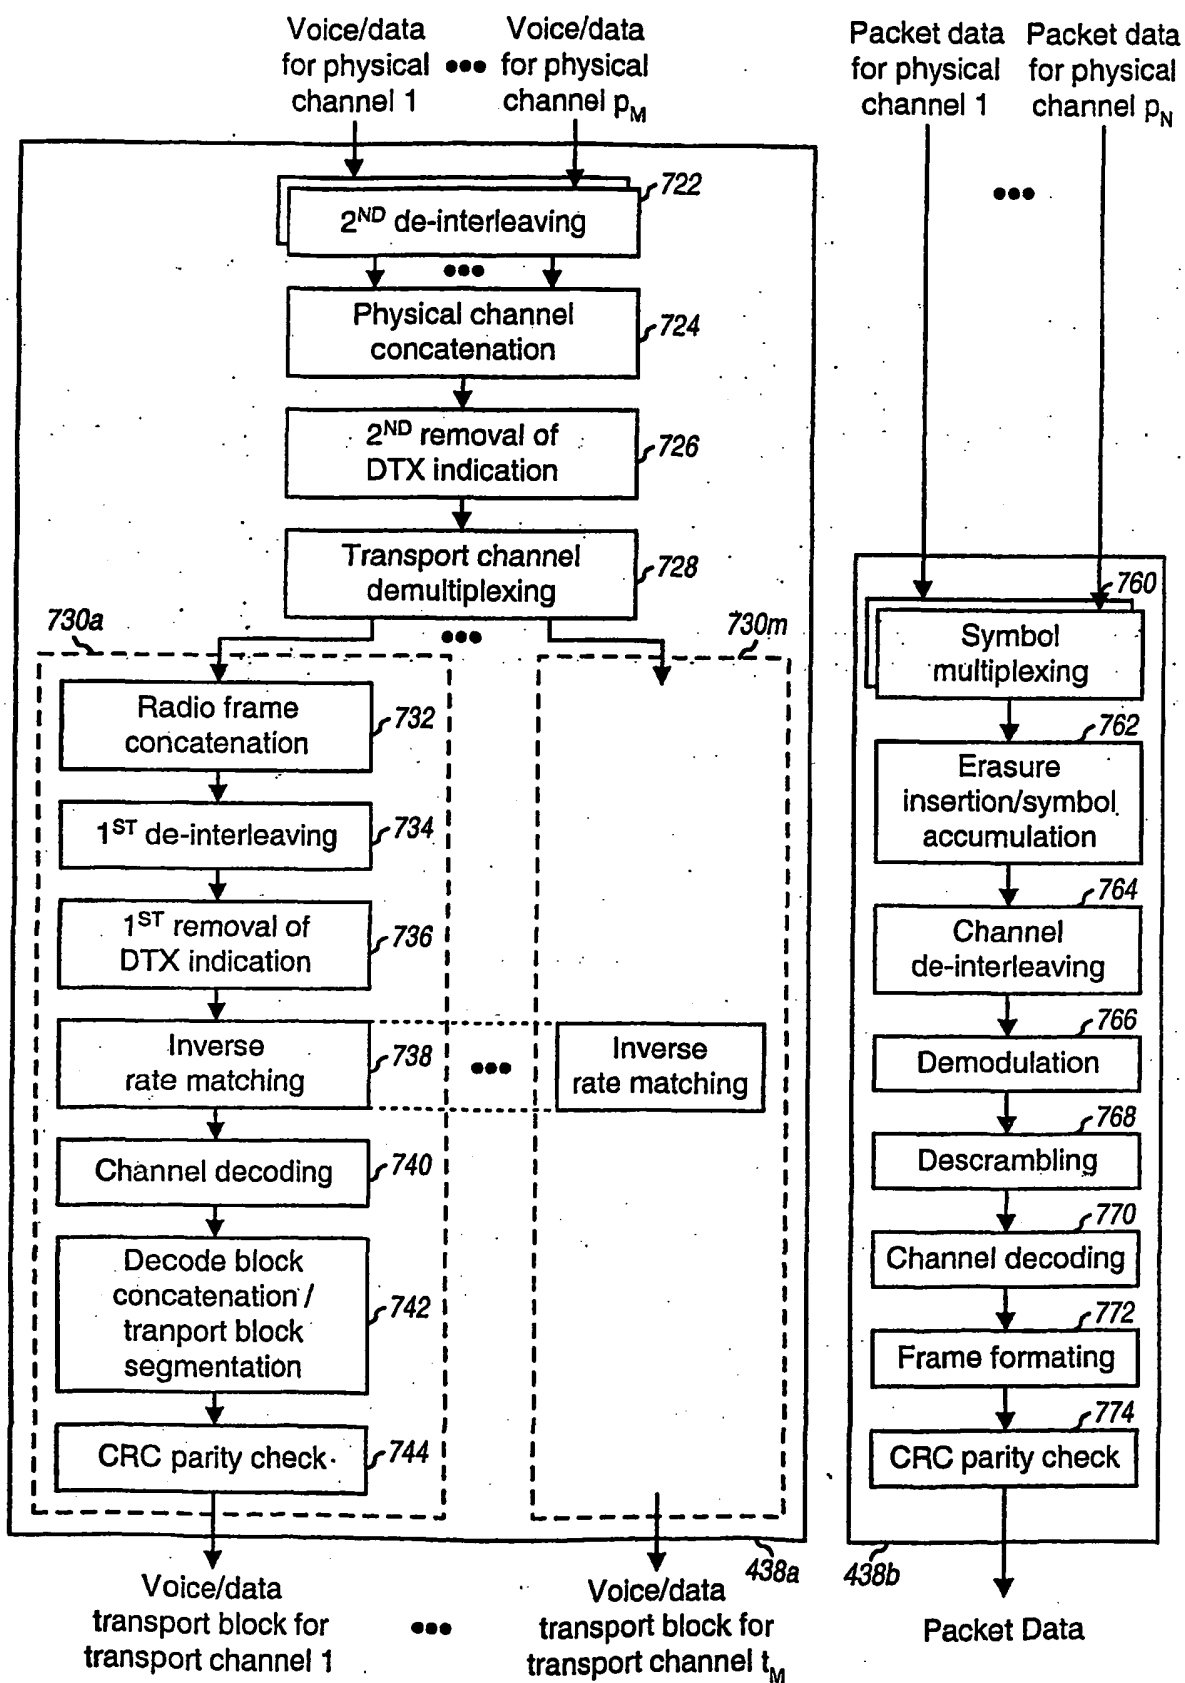 Voice/data
for physical
channel 1
Voice/data
for physical
channel pM
Packet data
for physical
channel 1
Packet data
for physical
channel pN
722
2ND de-interleaving
Physical channel
concatenation
724
2ND removal of
DTX indication
726
Transport channel
demultiplexing
728
730a
730m
Radio frame
concatenation
732
1ST de-interleaving
734
1ST removal of
DTX indication
736
Inverse
rate matching
738
Inverse
rate matching
Channel decoding
740
Decode block
concatenation /
tranport block
segmentation
742
CRC parity check
744
438a
Voice/data
transport block for
transport channel 1
Voice/data
transport block for
transport channel tM
760
Symbol
multiplexing
762
Erasure
insertion/symbol
accumulation
764
Channel
de-interleaving
766
Demodulation
768
Descrambling
770
Channel decoding
772
Frame formating
774
CRC parity check
438b
Packet Data